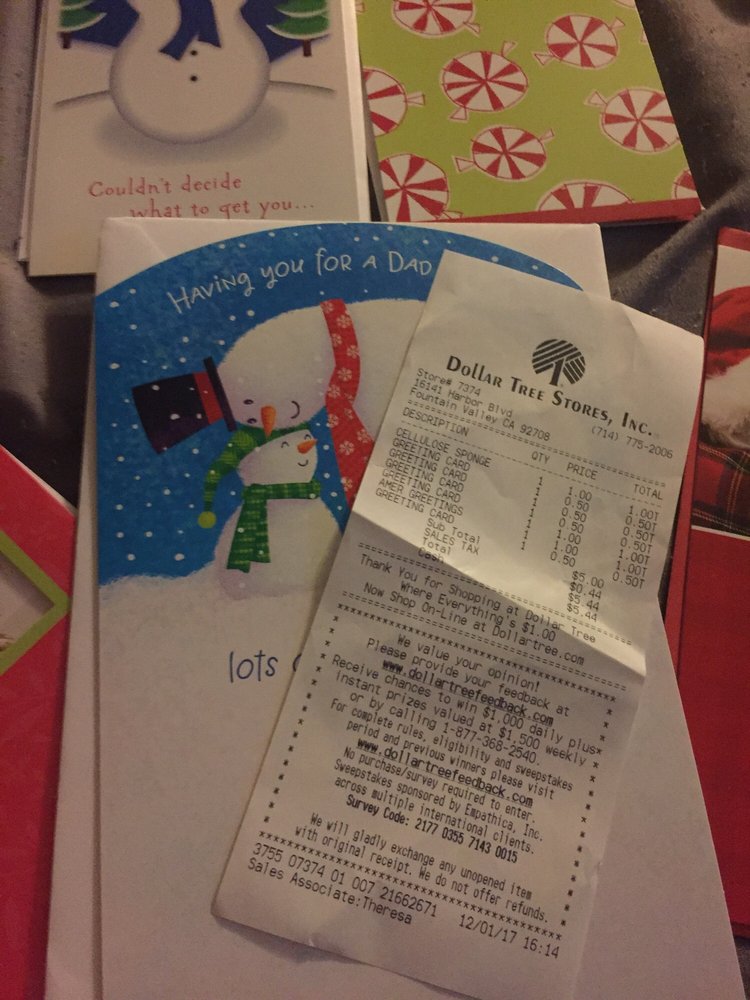 Couldn't decide
what to get you...
HAVING YOU FOR A DAD
lots
DOLLAR TREE STORES, INC.
Store# 7374
16141 Harbor Blvd
Fountain Valley CA 92708 (714) 775-2006
DESCRIPTION QTY PRICE TOTAL
CELLULOSE SPONGE 1 1.00 1.00T
GREETING CARD 1 0.50 0.50T
GREETING CARD 1 0.50 0.50T
GREETING CARD 1 0.50 0.50T
GREETING CARD 1 1.00 1.00T
AMER GREETINGS 1 1.00 1.00T
GREETING CARD 1 0.50 0.50T
Sub Total $5.00
SALES TAX $0.44
Total $5.44
Cash $5.44
Thank You for Shopping at Dollar Tree
Where Everything's $1.00
Now Shop On-Line at Dollartree.com
We value your opinion!
Please provide your feedback at
www.dollartreefeedback.com
Receive chances to win $1,000 daily plus
instant prizes valued at $1,500 weekly
or by calling 1-877-368-2540.
For complete rules, eligibility and sweepstakes
period and previous winners please visit
www.dollartreefeedback.com
No purchase/survey required to enter.
Sweepstakes sponsored by Empathica, Inc.
across multiple international clients.
Survey Code: 2177 0355 7143 0015
We will gladly exchange any unopened item
with original receipt. We do not offer refunds.
3755 07374 01 007 21662671 12/01/17 16:14
Sales Associate:Theresa